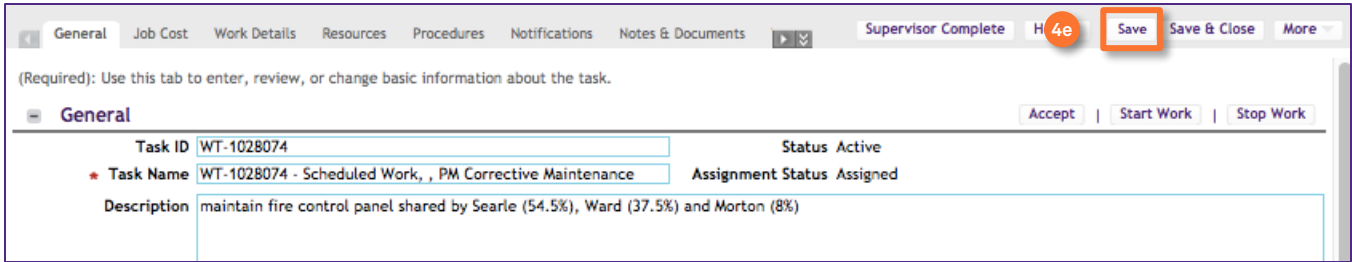 General Job Cost Work Details Resources Procedures Notifications Notes & Documents Supervisor Complete H 4e Save Save & Close More
(Required): Use this tab to enter, review, or change basic information about the task.
General Accept | Start Work | Stop Work
Task ID WT-1028074 Status Active
* Task Name WT-1028074 - Scheduled Work, , PM Corrective Maintenance Assignment Status Assigned
Description maintain fire control panel shared by Searle (54.5%), Ward (37.5%) and Morton (8%)